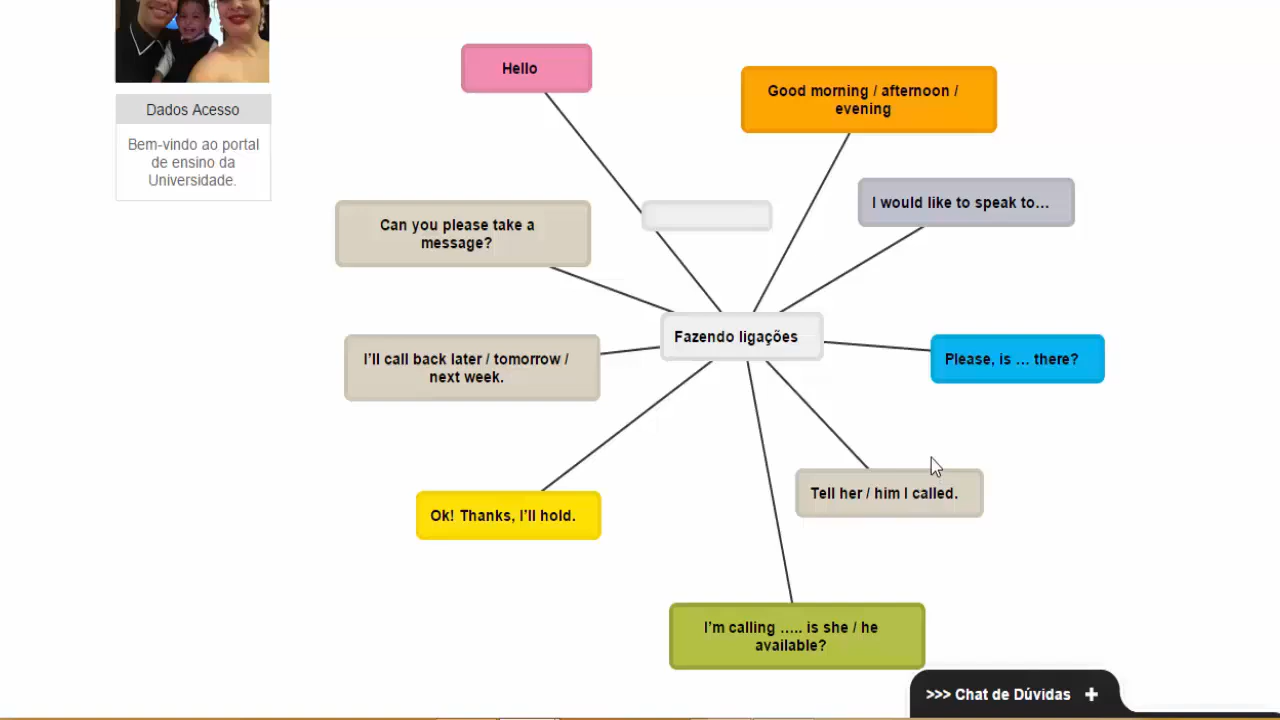 Dados Acesso
Bem-vindo ao portal
de ensino da
Universidade.
Hello
Good morning / afternoon /
evening
I would like to speak to…
Can you please take a
message?
Fazendo ligações
Please, is … there?
I’ll call back later / tomorrow /
next week.
Tell her / him I called.
Ok! Thanks, I’ll hold.
I’m calling ….. is she / he
available?
>>> Chat de Dúvidas +